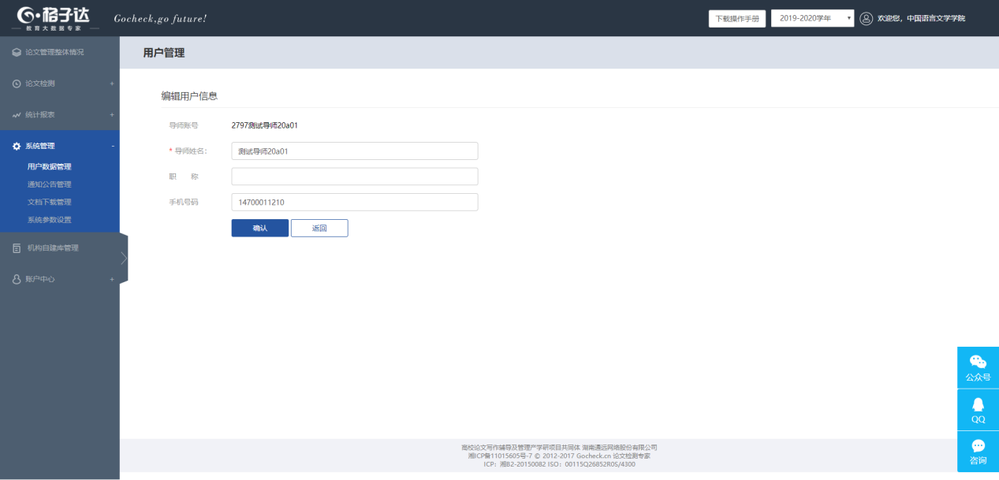 格子达
教育大数据专家
Gocheck,go future!
下载操作手册
2019-2020学年
欢迎您，中国语言文学学院
论文管理整体情况
论文检测 +
统计报表 +
系统管理 -
用户数据管理
通知公告管理
文档下载管理
系统参数设置
机构自建库管理
账户中心 +
用户管理
编辑用户信息
导师账号 2797测试导师20a01
* 导师姓名： 测试导师20a01
职 称
手机号码 14700011210
确认 返回
公众号
QQ
咨询
高校论文写作辅导及管理产学研项目共同体 湖南通远网络股份有限公司
湘ICP备11015605号-7 © 2012-2017 Gocheck.cn 论文检测专家
ICP：湘B2-20150082 ISO：00115Q26852R0S/4300